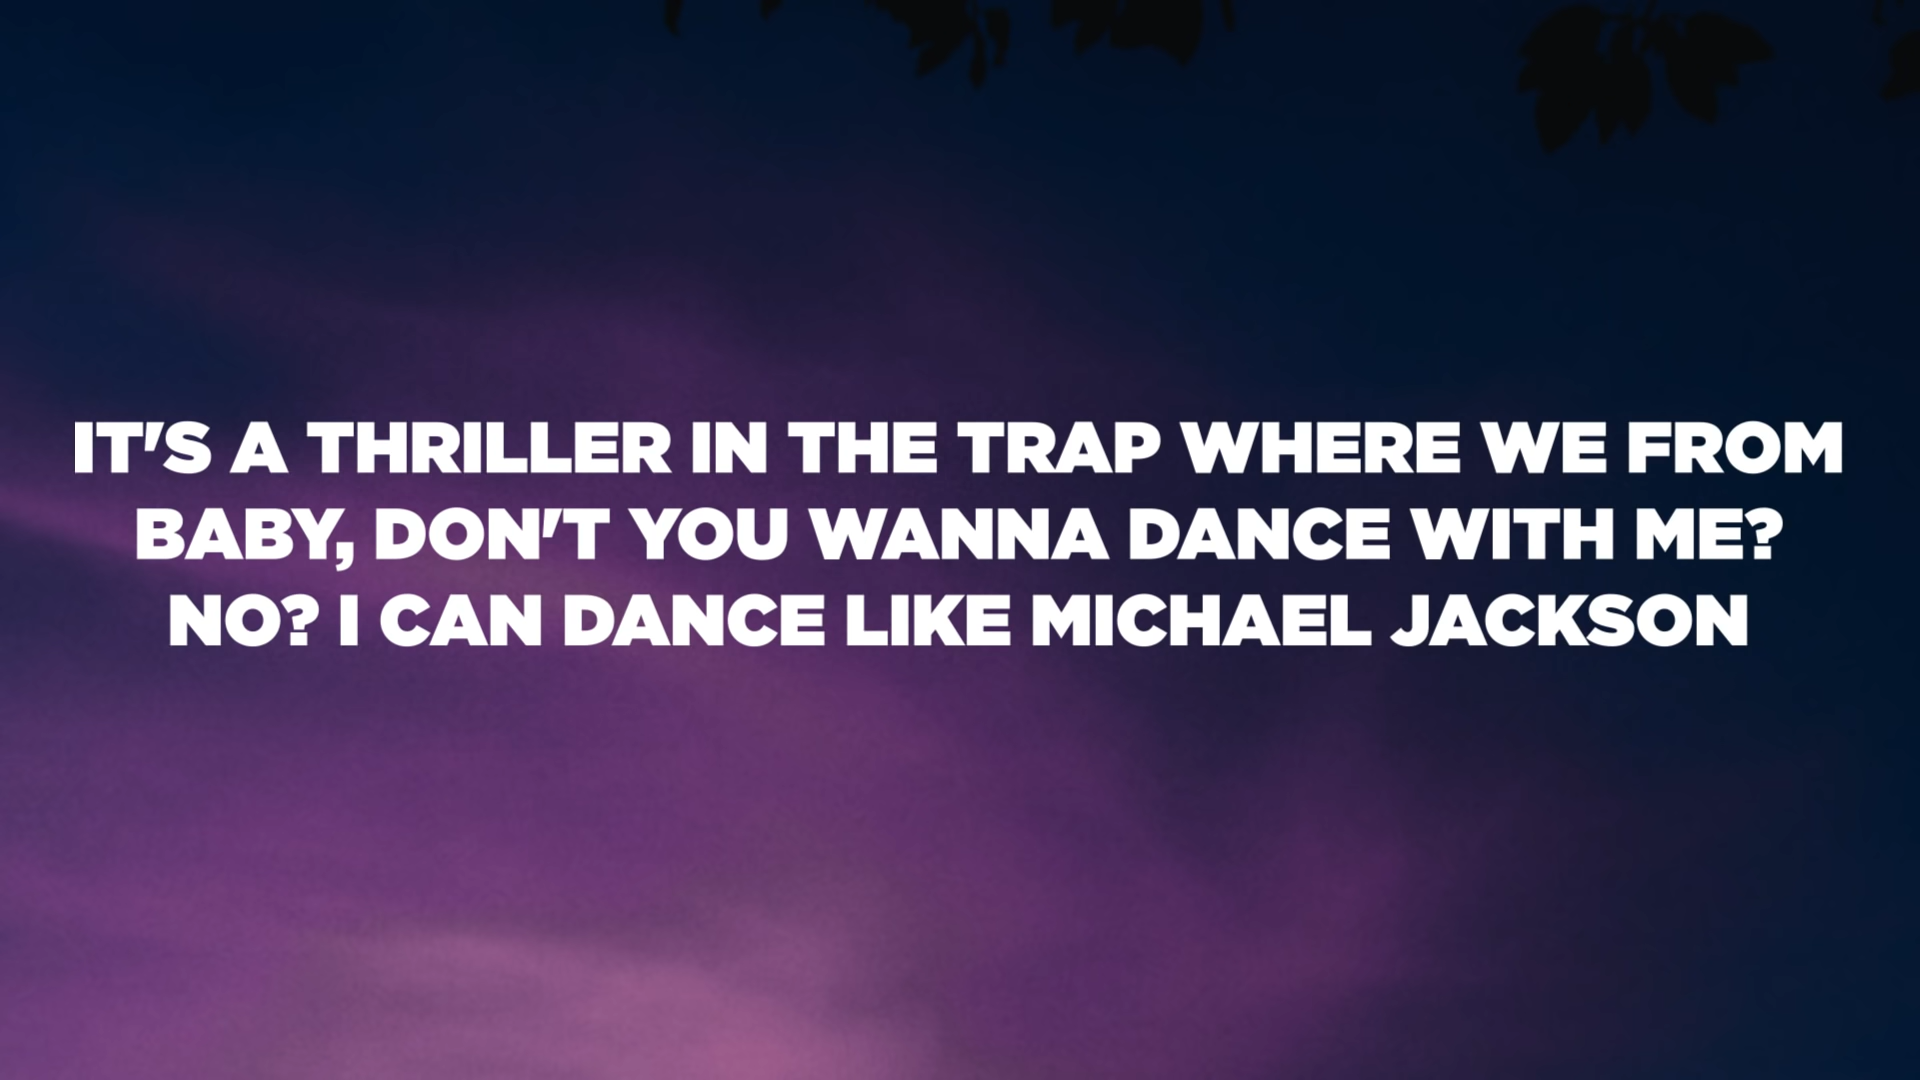 IT'S A THRILLER IN THE TRAP WHERE WE FROM
BABY, DON'T YOU WANNA DANCE WITH ME?
NO? I CAN DANCE LIKE MICHAEL JACKSON